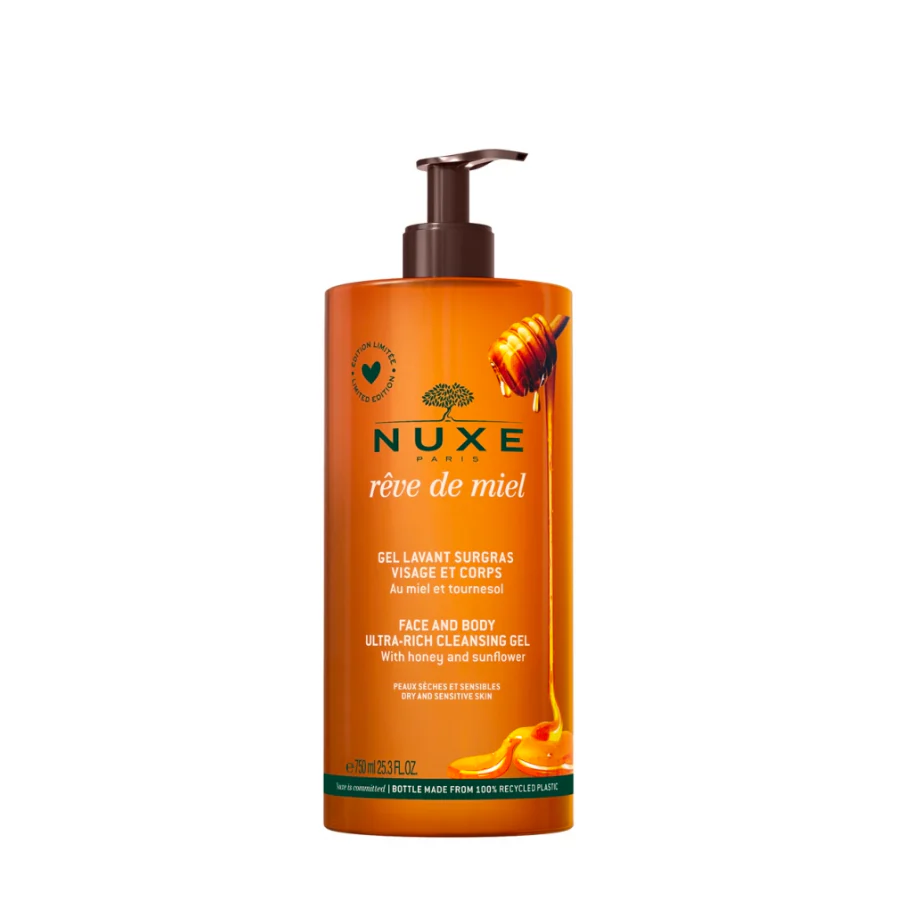 ÉDITION LIMITÉE
LIMITED EDITION
NUXE
PARIS
rêve de miel
GEL LAVANT SURGRAS
VISAGE ET CORPS
Au miel et tournesol
FACE AND BODY
ULTRA-RICH CLEANSING GEL
With honey and sunflower
PEAUX SÈCHES ET SENSIBLES
DRY AND SENSITIVE SKIN
℮ 750 ml 25.3 FL.OZ.
Nuxe is committed | BOTTLE MADE FROM 100% RECYCLED PLASTIC